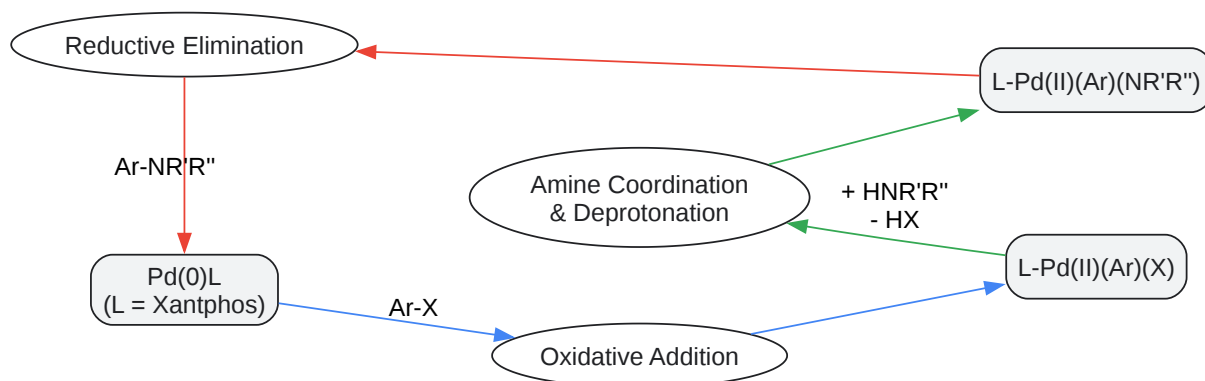 Reductive Elimination
L-Pd(II)(Ar)(NR'R")
Ar-NR'R"
Amine Coordination
& Deprotonation
+ HNR'R"
- HX
Pd(0)L
(L = Xantphos)
L-Pd(II)(Ar)(X)
Ar-X
Oxidative Addition